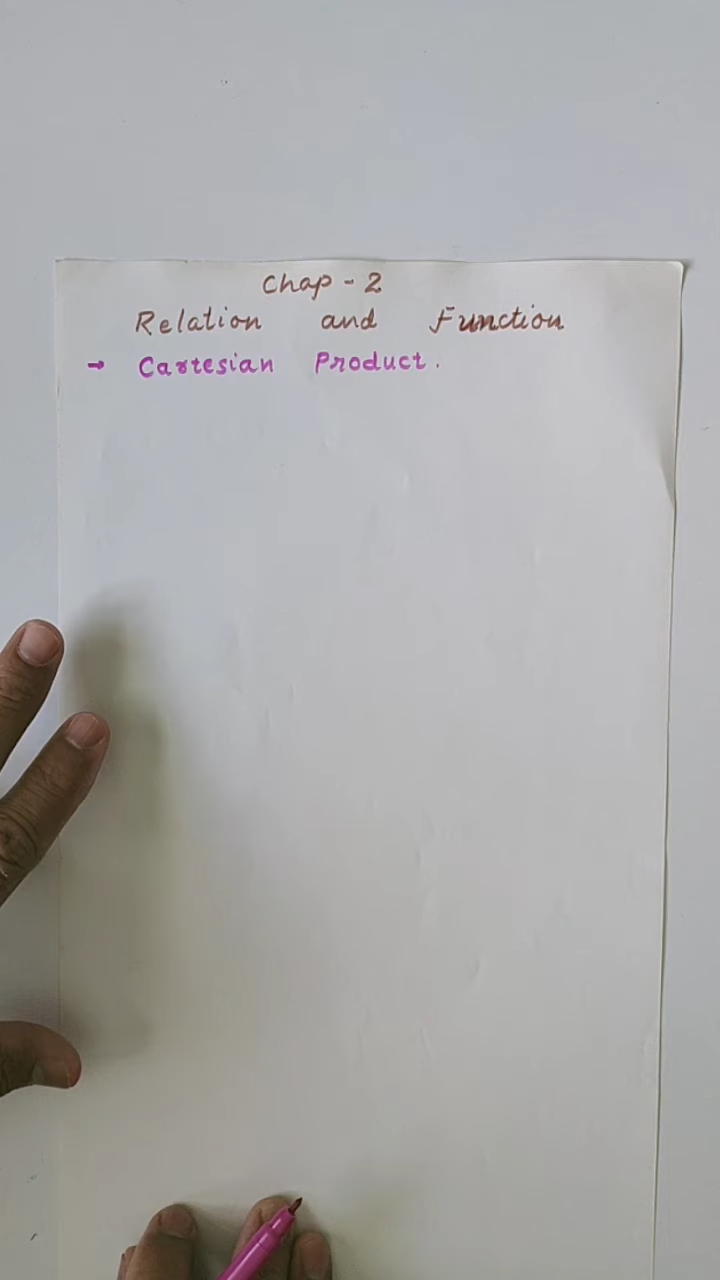 Chap - 2
Relation and Function
→ Cartesian Product.